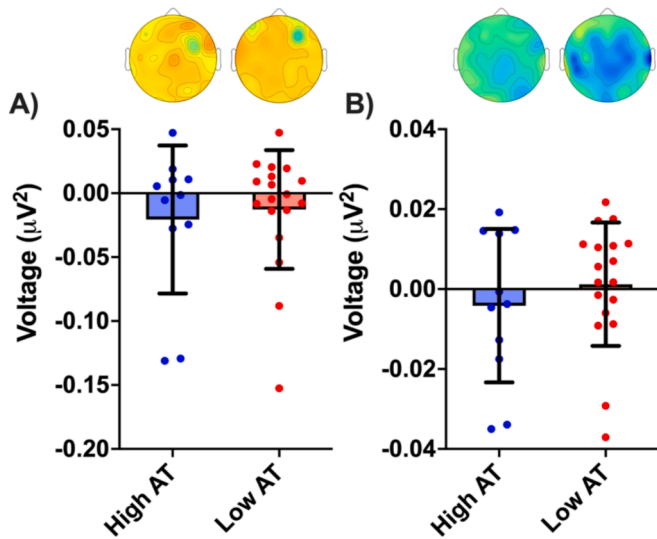 A)
Voltage (μV²)
0.05
0.00
-0.05
-0.10
-0.15
-0.20
High AT
Low AT
B)
Voltage (μV²)
0.04
0.02
0.00
-0.02
-0.04
High AT
Low AT